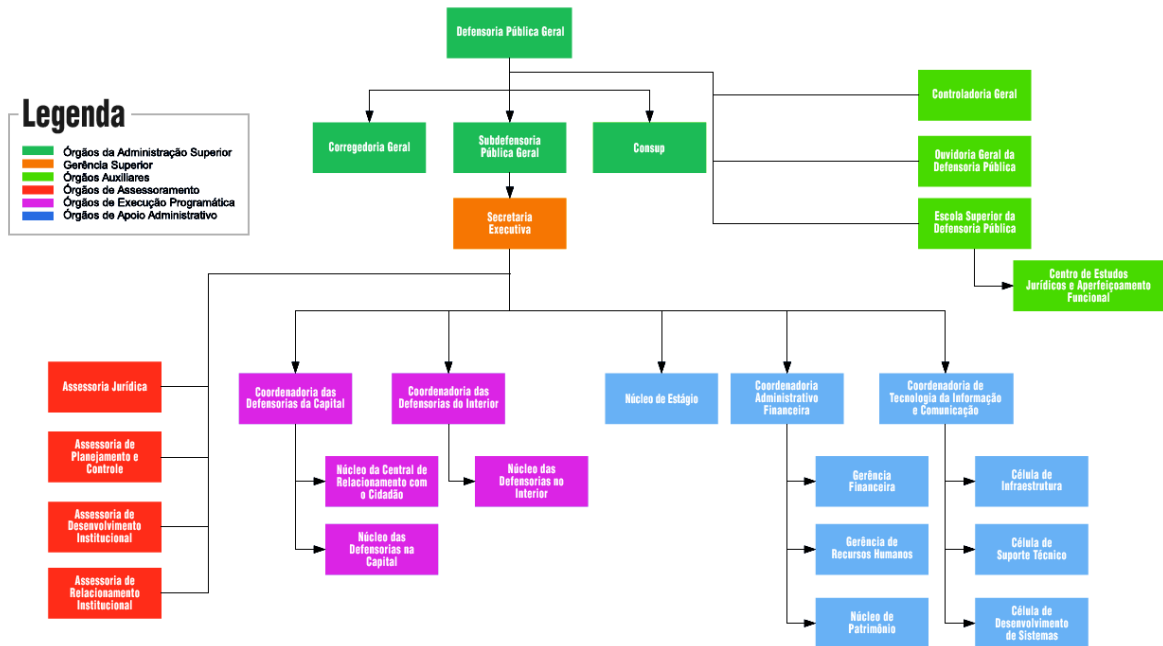 Defensoria Pública Geral
Controladoria Geral
Legenda
Órgãos da Administração Superior
Gerência Superior
Órgãos Auxiliares
Órgãos de Assessoramento
Órgãos de Execução Programática
Órgãos de Apoio Administrativo
Corregedoria Geral
Subdefensoria
Pública Geral
Consup
Ouvidoria Geral da
Defensoria Pública
Secretaria
Executiva
Escola Superior da
Defensoria Pública
Centro de Estudos
Jurídicos e Aperfeiçoamento
Funcional
Assessoria Jurídica
Assessoria de
Planejamento e
Controle
Assessoria de
Desenvolvimento
Institucional
Assessoria de
Relacionamento
Institucional
Coordenadoria das
Defensorias da Capital
Núcleo da Central de
Relacionamento com
o Cidadão
Núcleo das
Defensorias na
Capital
Coordenadoria das
Defensorias do Interior
Núcleo das
Defensorias no
Interior
Núcleo de Estágio
Coordenadoria
Administrativo
Financeira
Gerência
Financeira
Gerência de
Recursos Humanos
Núcleo de
Patrimônio
Coordenadoria de
Tecnologia da Informação
e Comunicação
Célula de
Infraestrutura
Célula de
Suporte Técnico
Célula de
Desenvolvimento
de Sistemas